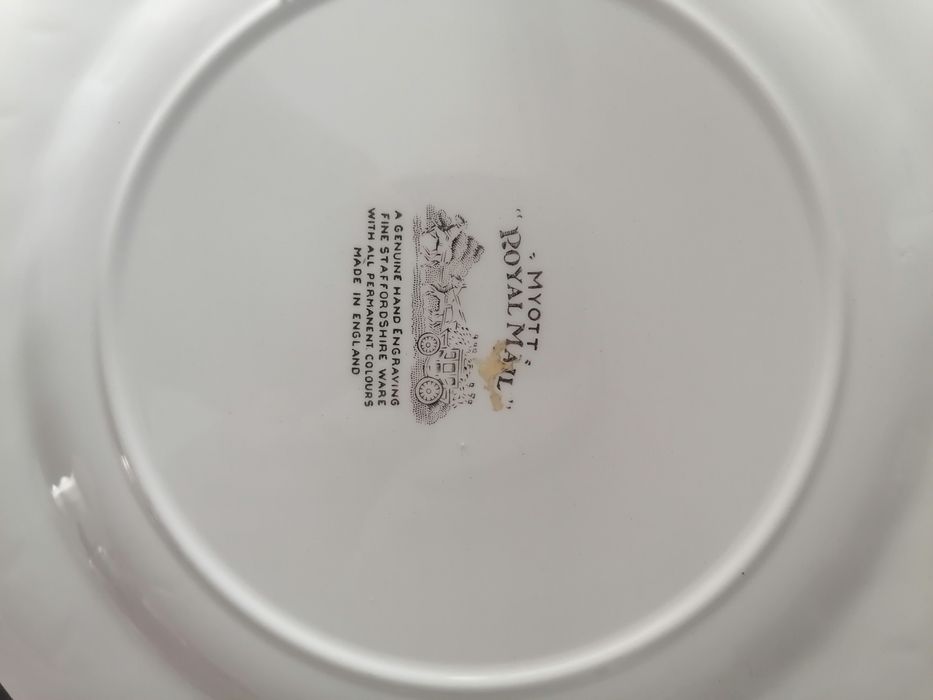 "MYOTT"
"ROYAL MAIL"
A GENUINE HAND ENGRAVING
FINE STAFFORDSHIRE WARE
WITH ALL PERMANENT COLOURS
MADE IN ENGLAND